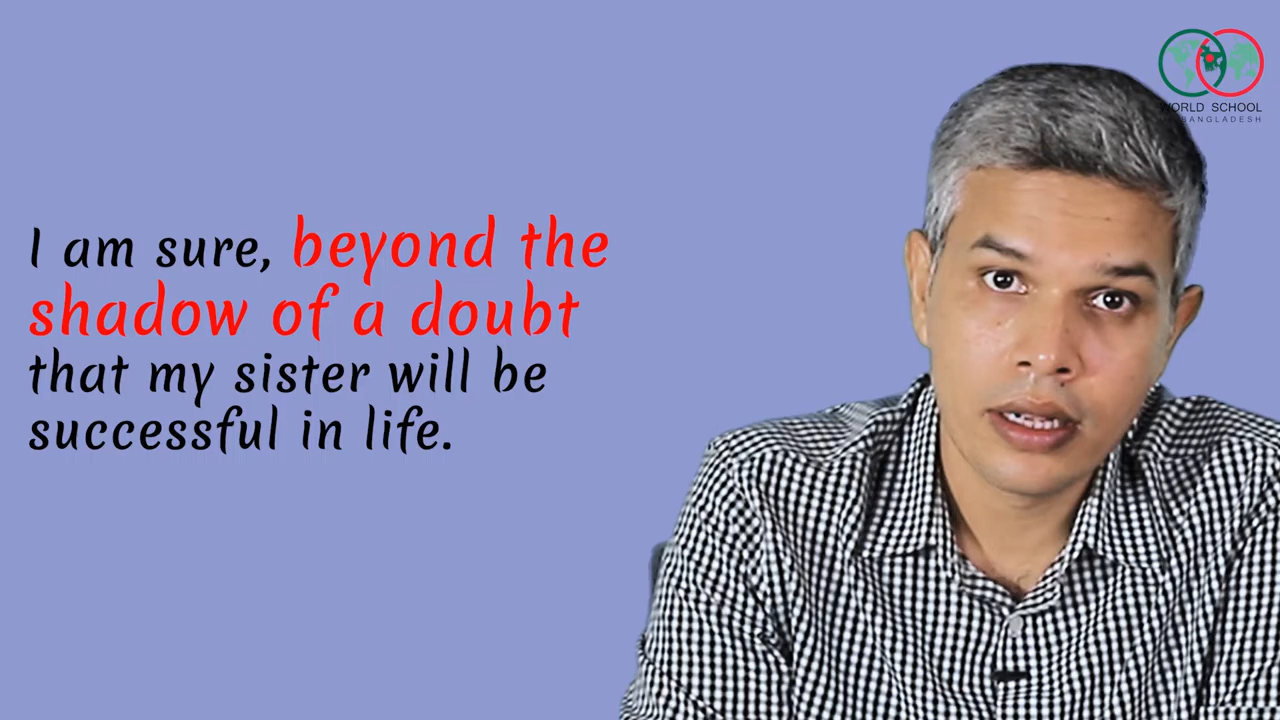 I am sure, beyond the
shadow of a doubt
that my sister will be
successful in life.
WORLD SCHOOL
BANGLADESH